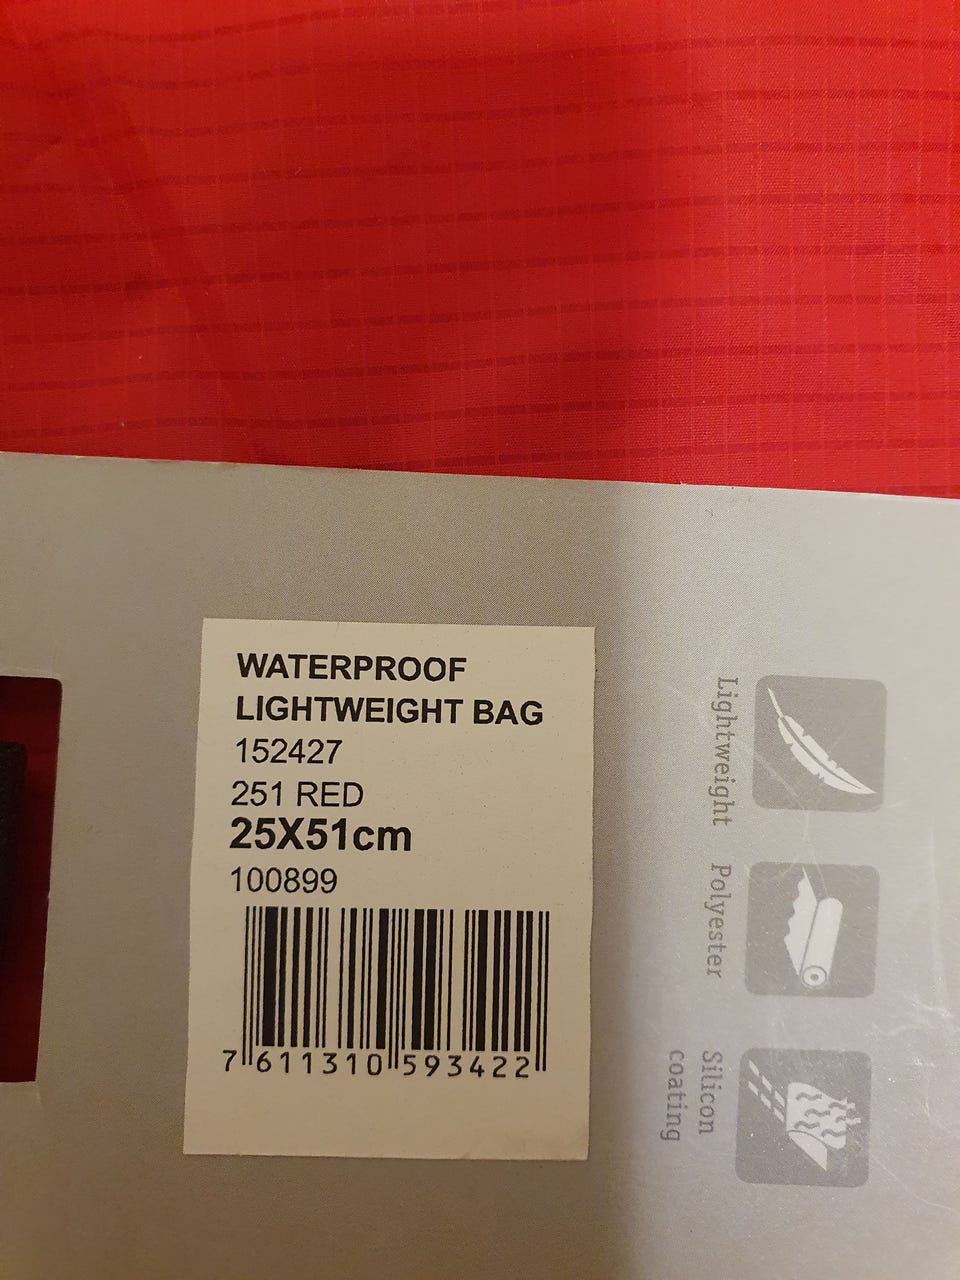 WATERPROOF
LIGHTWEIGHT BAG
152427
251 RED
25X51cm
100899
7 611310 593422
Lightweight
Polyester
Silicon
coating